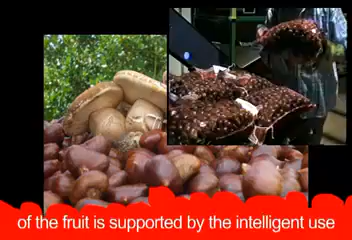 of the fruit is supported by the intelligent use